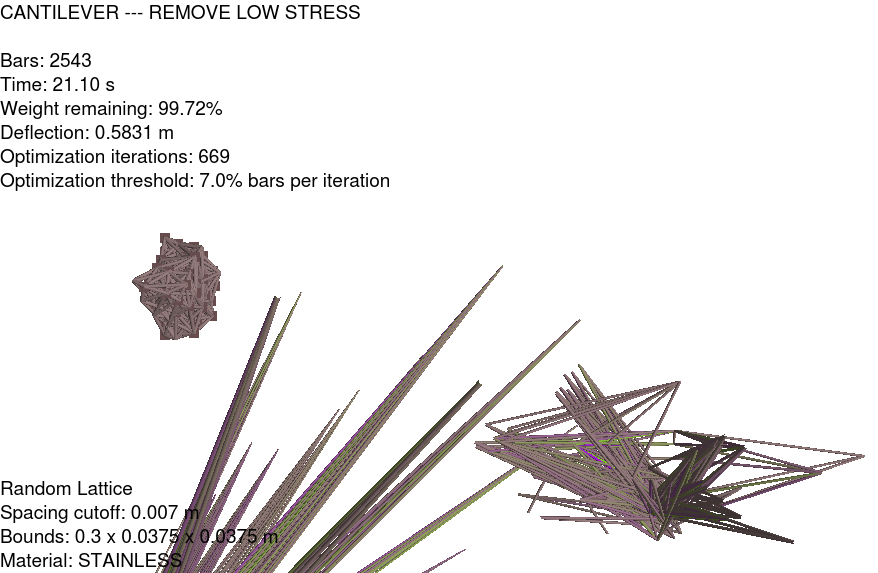 CANTILEVER --- REMOVE LOW STRESS
Bars: 2543
Time: 21.10 s
Weight remaining: 99.72%
Deflection: 0.5831 m
Optimization iterations: 669
Optimization threshold: 7.0% bars per iteration
Random Lattice
Spacing cutoff: 0.007 m
Bounds: 0.3 x 0.0375 x 0.0375 m
Material: STAINLESS